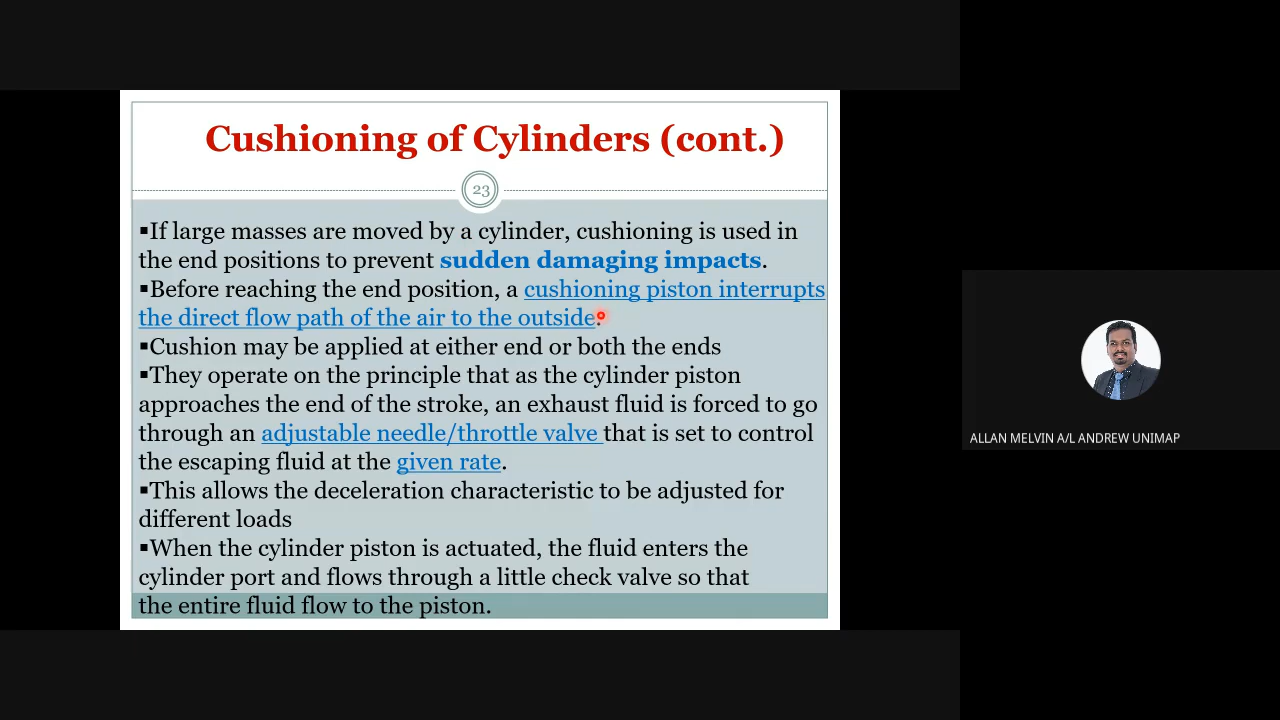 Cushioning of Cylinders (cont.)
23
▪If large masses are moved by a cylinder, cushioning is used in
the end positions to prevent sudden damaging impacts.
▪Before reaching the end position, a cushioning piston interrupts
the direct flow path of the air to the outside.
▪Cushion may be applied at either end or both the ends
▪They operate on the principle that as the cylinder piston
approaches the end of the stroke, an exhaust fluid is forced to go
through an adjustable needle/throttle valve that is set to control
the escaping fluid at the given rate.
▪This allows the deceleration characteristic to be adjusted for
different loads
▪When the cylinder piston is actuated, the fluid enters the
cylinder port and flows through a little check valve so that
the entire fluid flow to the piston.
ALLAN MELVIN A/L ANDREW UNIMAP